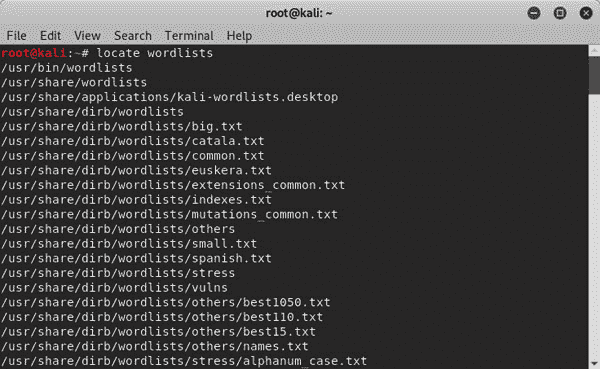 root@kali: ~
File Edit View Search Terminal Help
root@kali:~# locate wordlists
/usr/bin/wordlists
/usr/share/wordlists
/usr/share/applications/kali-wordlists.desktop
/usr/share/dirb/wordlists
/usr/share/dirb/wordlists/big.txt
/usr/share/dirb/wordlists/catala.txt
/usr/share/dirb/wordlists/common.txt
/usr/share/dirb/wordlists/euskera.txt
/usr/share/dirb/wordlists/extensions_common.txt
/usr/share/dirb/wordlists/indexes.txt
/usr/share/dirb/wordlists/mutations_common.txt
/usr/share/dirb/wordlists/others
/usr/share/dirb/wordlists/small.txt
/usr/share/dirb/wordlists/spanish.txt
/usr/share/dirb/wordlists/stress
/usr/share/dirb/wordlists/vulns
/usr/share/dirb/wordlists/others/best1050.txt
/usr/share/dirb/wordlists/others/best110.txt
/usr/share/dirb/wordlists/others/best15.txt
/usr/share/dirb/wordlists/others/names.txt
/usr/share/dirb/wordlists/stress/alphanum_case.txt